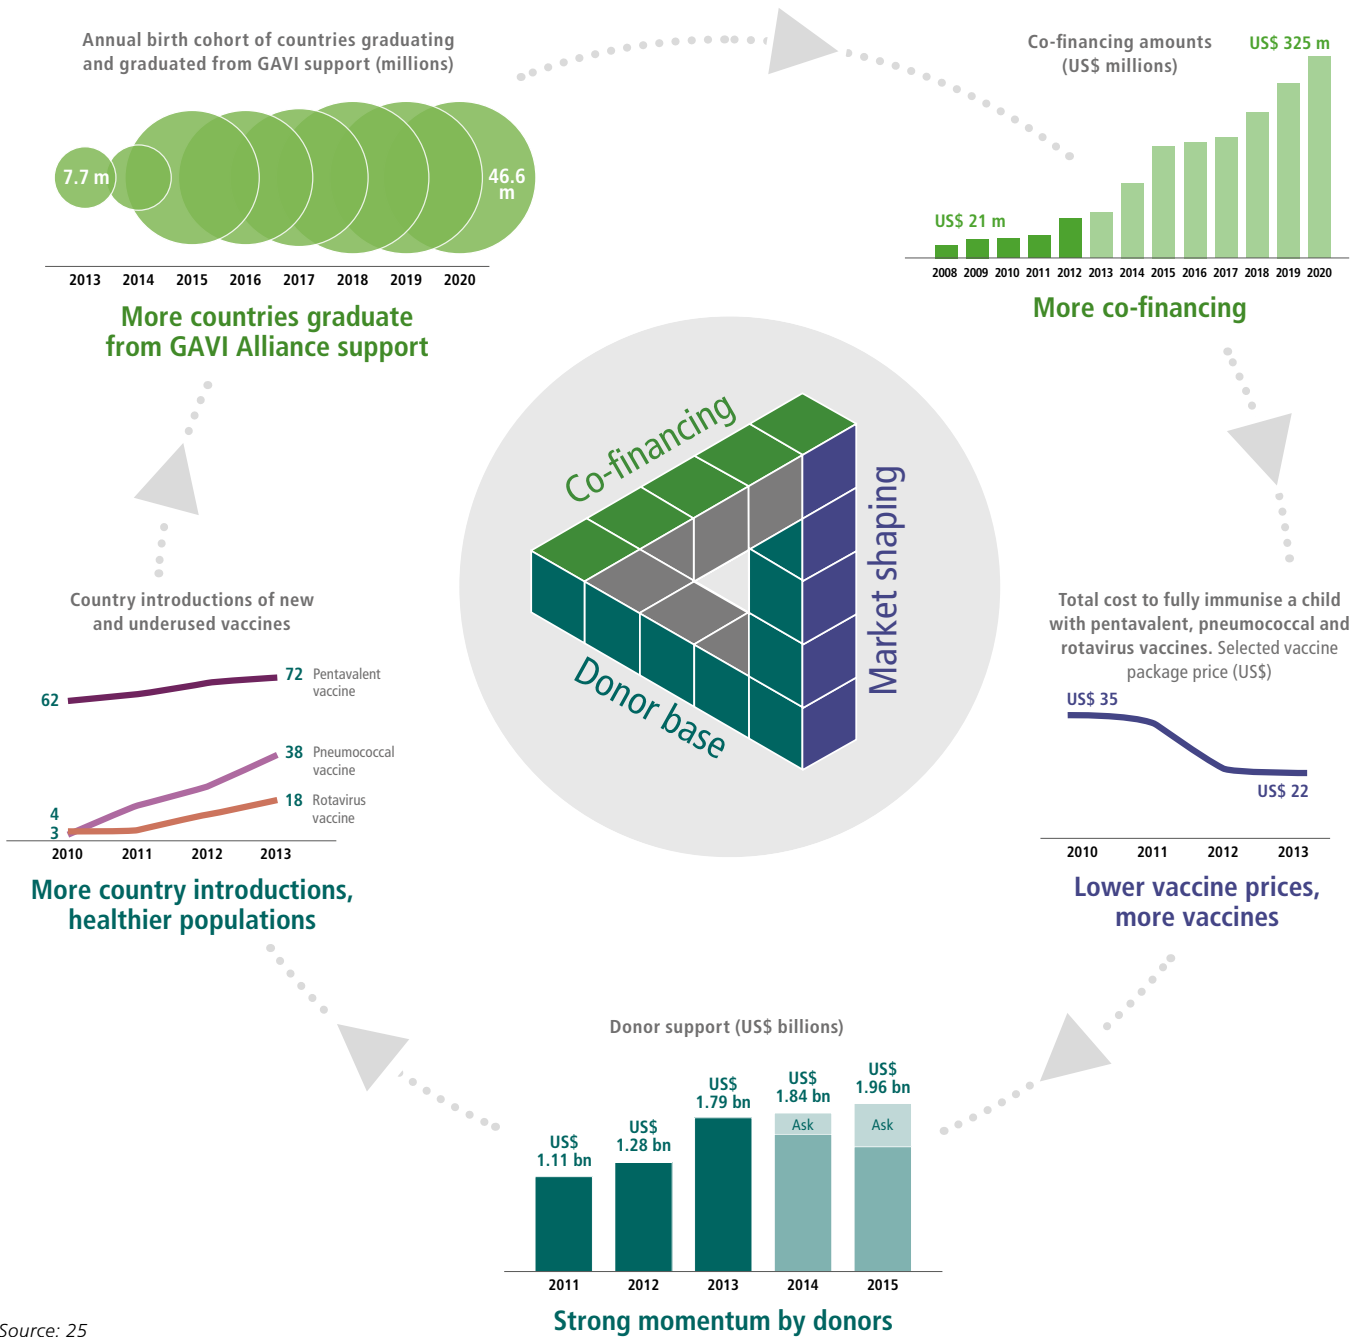 Annual birth cohort of countries graduating
and graduated from GAVI support (millions)
7.7 m
46.6
m
2013 2014 2015 2016 2017 2018 2019 2020
More countries graduate
from GAVI Alliance support
Co-financing amounts
(US$ millions)
US$ 325 m
US$ 21 m
2008 2009 2010 2011 2012 2013 2014 2015 2016 2017 2018 2019 2020
More co-financing
Co-financing
Market shaping
Donor base
Country introductions of new
and underused vaccines
62
72 Pentavalent
vaccine
38 Pneumococcal
vaccine
18 Rotavirus
vaccine
4
3
2010 2011 2012 2013
More country introductions,
healthier populations
Total cost to fully immunise a child
with pentavalent, pneumococcal and
rotavirus vaccines. Selected vaccine
package price (US$)
US$ 35
US$ 22
2010 2011 2012 2013
Lower vaccine prices,
more vaccines
Donor support (US$ billions)
US$
1.11 bn
US$
1.28 bn
US$
1.79 bn
US$
1.84 bn
Ask
US$
1.96 bn
Ask
2011 2012 2013 2014 2015
Strong momentum by donors
Source: 25